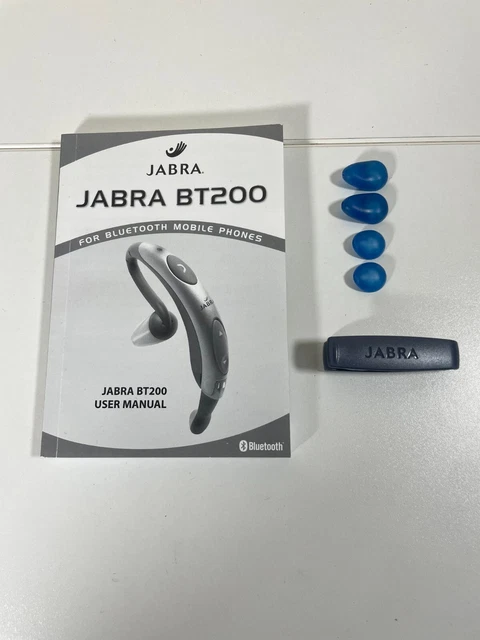 JABRA.
JABRA BT200
FOR BLUETOOTH MOBILE PHONES
JABRA
JABRA BT200
USER MANUAL
Bluetooth
JABRA